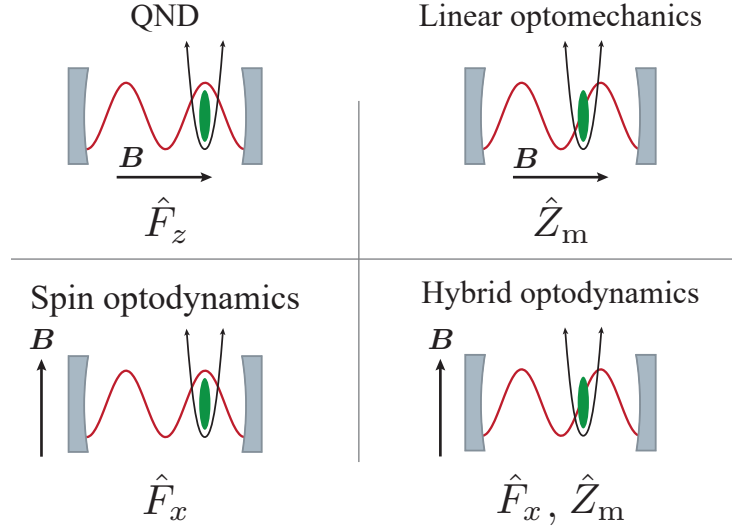 QND
B
F̂_z
Linear optomechanics
B
Ẑ_m
Spin optodynamics
B
F̂_x
Hybrid optodynamics
B
F̂_x, Ẑ_m